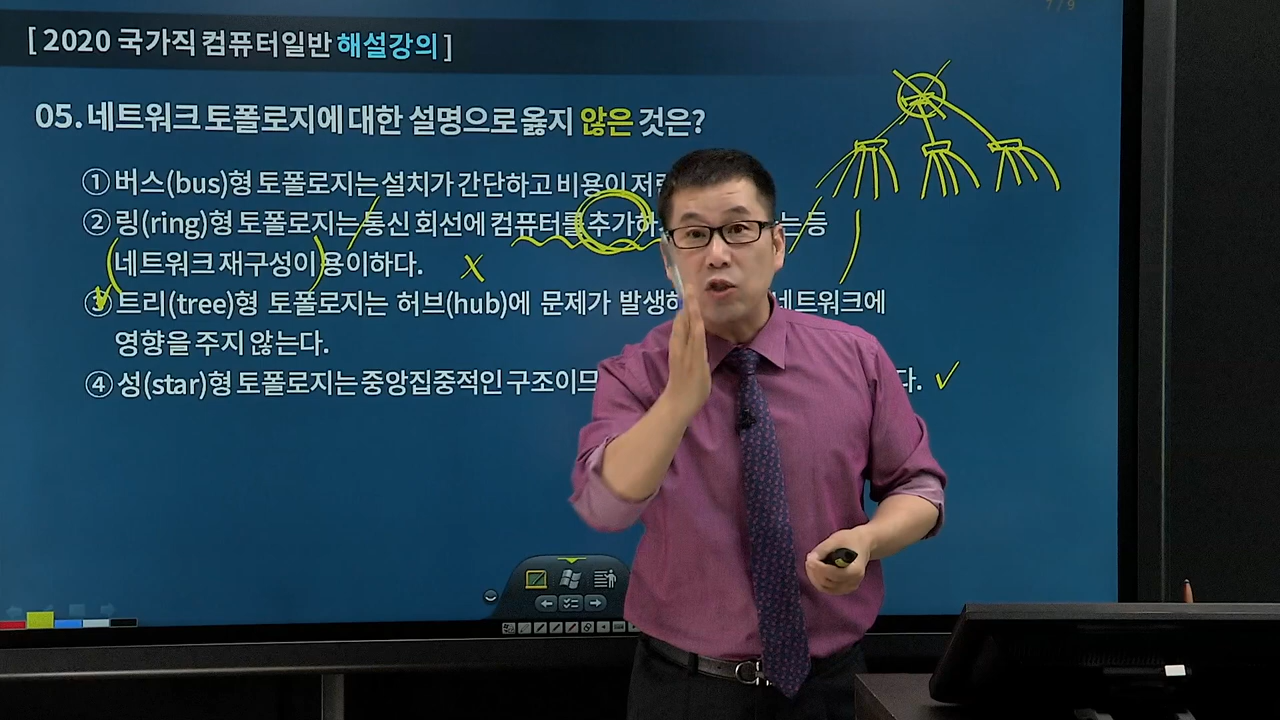 7 / 9
[ 2020 국가직 컴퓨터일반 해설강의 ]
05. 네트워크 토폴로지에 대한 설명으로 옳지 않은 것은?
① 버스(bus)형 토폴로지는 설치가 간단하고 비용이
② 링(ring)형 토폴로지는 통신 회선에 컴퓨터를 추가하 는 등
네트워크 재구성이 용이하다. X
③ 트리(tree)형 토폴로지는 허브(hub)에 문제가 네트워크에
영향을 주지 않는다.
④ 성(star)형 토폴로지는 중앙집중적인 구조이므 다.